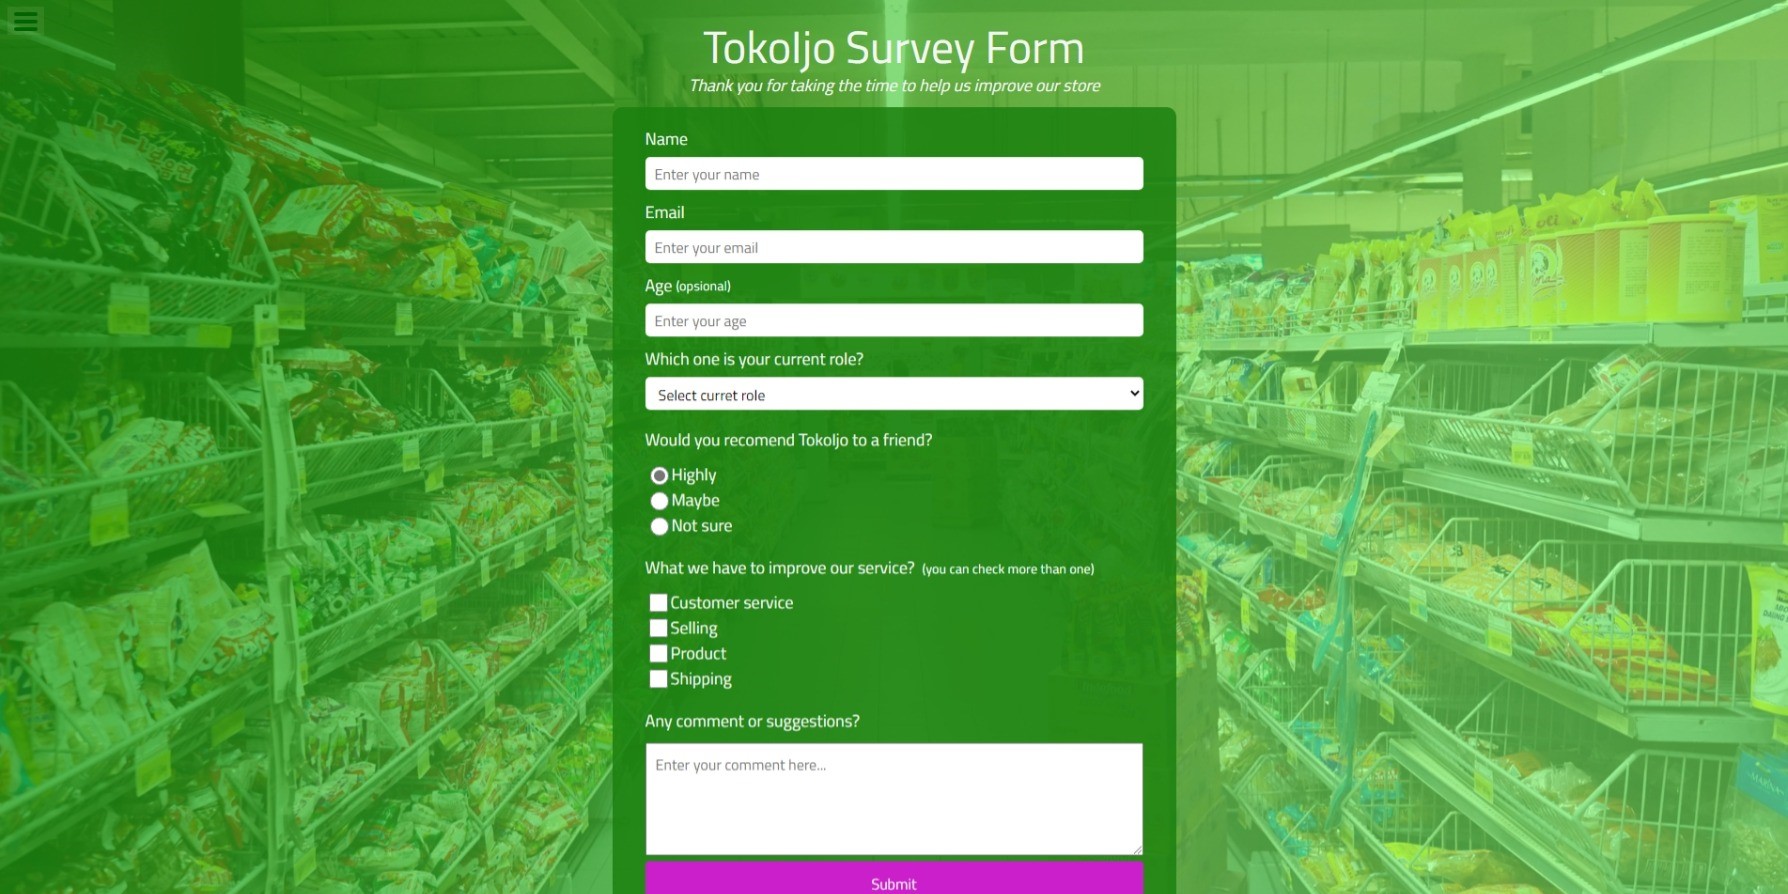 Tokoljo Survey Form
Thank you for taking the time to help us improve our store
Name
Enter your name
Email
Enter your email
Age (opsional)
Enter your age
Which one is your current role?
Select curret role
Would you recomend Tokoljo to a friend?
Highly
Maybe
Not sure
What we have to improve our service? (you can check more than one)
Customer service
Selling
Product
Shipping
Any comment or suggestions?
Enter your comment here...
Submit